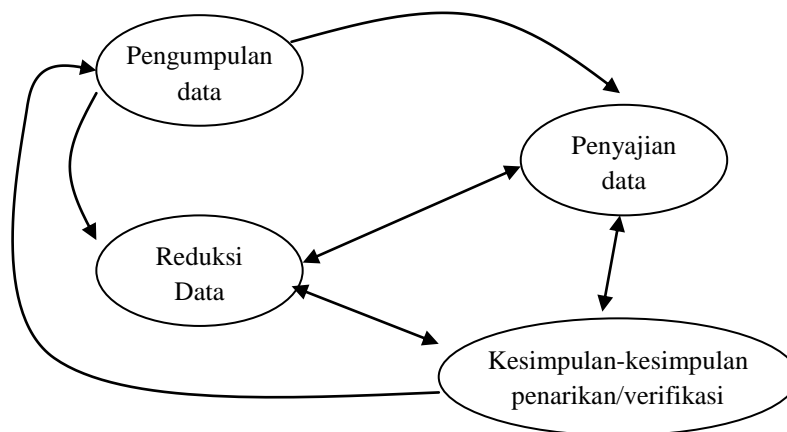 Pengumpulan
data
Penyajian
data
Reduksi
Data
Kesimpulan-kesimpulan
penarikan/verifikasi